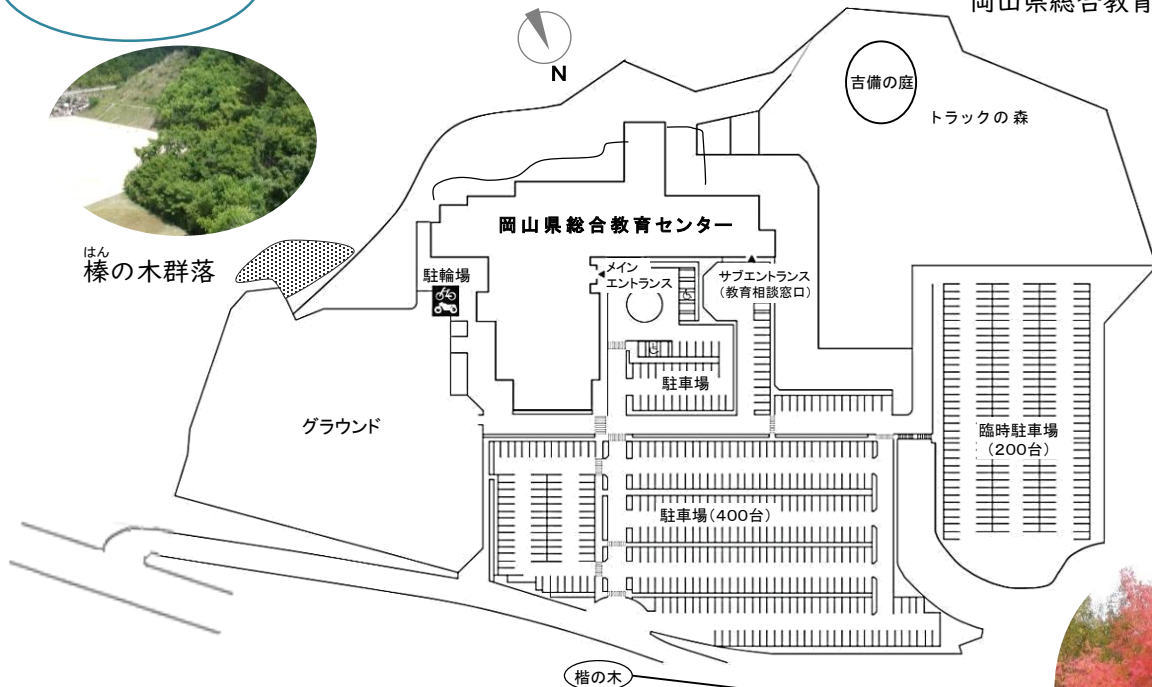 岡山県総合教育
N
吉備の庭
トラックの森
岡山県総合教育センター
はん
榛の木群落
駐輪場
メイン
エントランス
サブエントランス
（教育相談窓口）
駐車場
グラウンド
臨時駐車場
（200台）
駐車場（400台）
楷の木